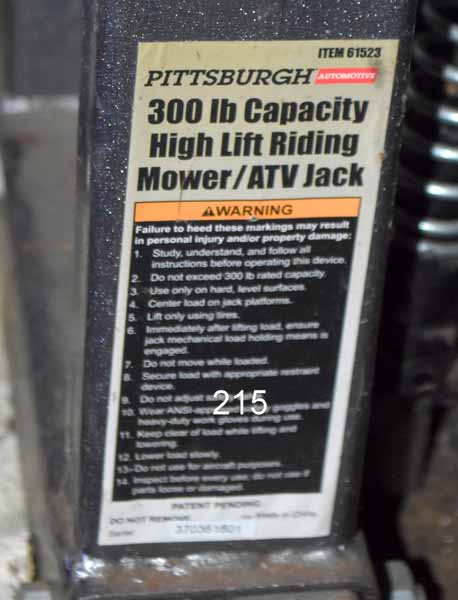 ITEM 61523
PITTSBURGH AUTOMOTIVE
300 lb Capacity
High Lift Riding
Mower/ATV Jack
⚠WARNING
Failure to heed these markings may result
in personal injury and/or property damage:
1. Study, understand, and follow all
instructions before operating this device.
2. Do not exceed 300 lb rated capacity.
3. Use only on hard, level surfaces.
4. Center load on jack platforms.
5. Lift only using tires.
6. Immediately after lifting load, ensure
jack mechanical load holding means is
engaged.
7. Do not move while loaded.
8. Secure load with appropriate restraint
device.
9. Do not adjust
215
10. Wear ANSI- goggles and
heavy-duty work gloves during use.
11. Keep clear of load while lifting and
lowering.
12. Lower load slowly.
13. Do not use for aircraft purposes.
14. Inspect before every use; do not use if
parts loose or damaged.
PATENT PENDING
DO NOT REMOVE Made in China
Serial: 370361601